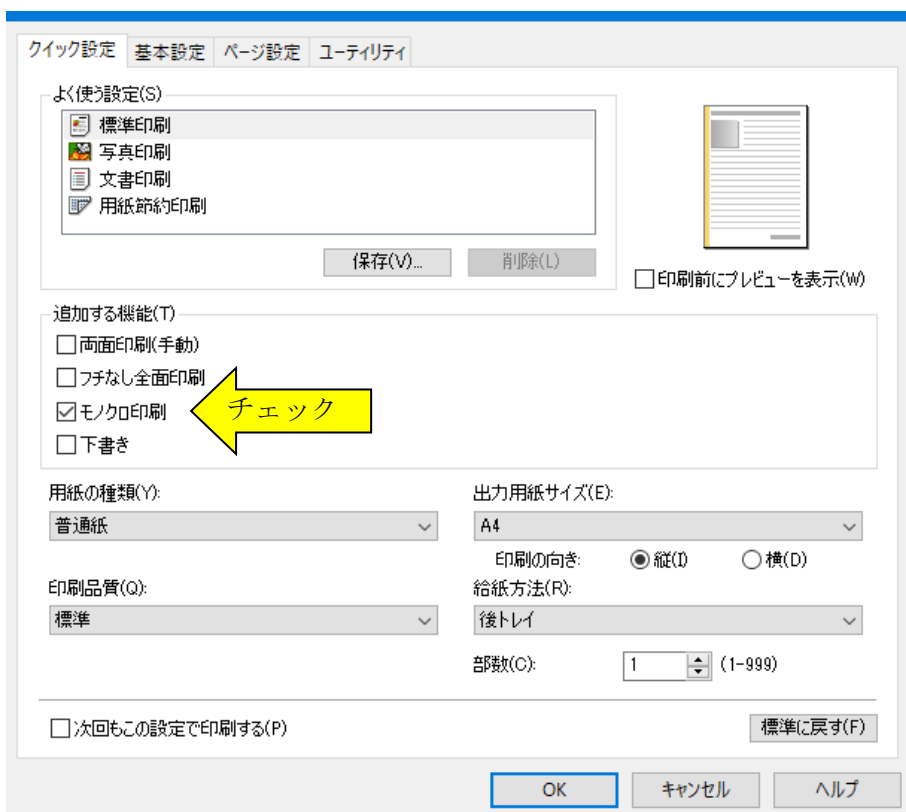 クイック設定 基本設定 ページ設定 ユーティリティ
よく使う設定(S)
標準印刷
写真印刷
文書印刷
用紙節約印刷
保存(V)... 削除(L)
印刷前にプレビューを表示(W)
追加する機能(T)
両面印刷(手動)
フチなし全面印刷
モノクロ印刷 チェック
下書き
用紙の種類(Y): 出力用紙サイズ(E):
普通紙 A4
印刷の向き: 縦(I) 横(D)
印刷品質(Q): 給紙方法(R):
標準 後トレイ
部数(C): 1 (1-999)
次回もこの設定で印刷する(P) 標準に戻す(F)
OK キャンセル ヘルプ